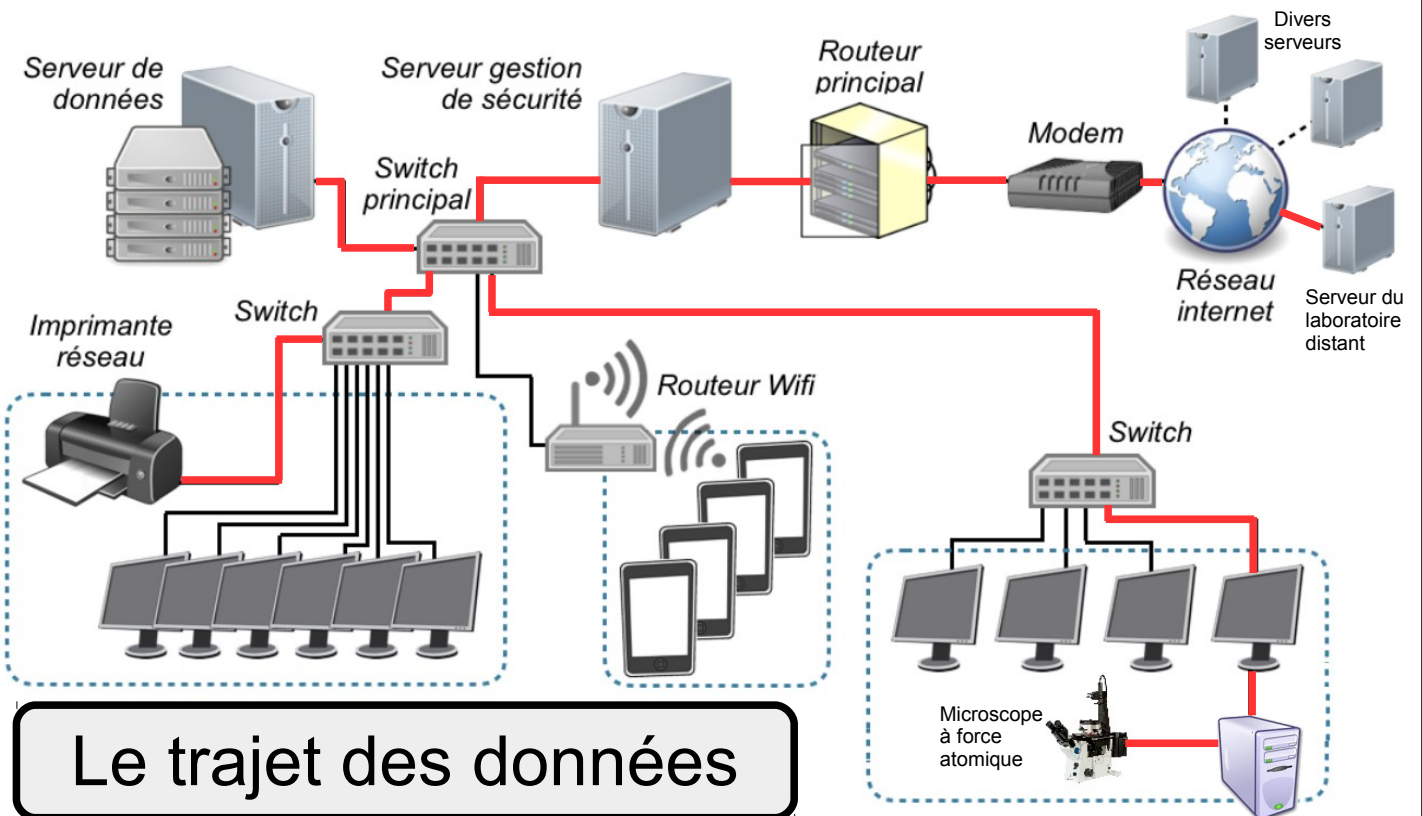 Serveur de
données
Serveur gestion
de sécurité
Routeur
principal
Divers
serveurs
Modem
Switch
principal
Réseau
internet
Serveur du
laboratoire
distant
Imprimante
réseau
Switch
Routeur Wifi
Switch
Microscope
à force
atomique
Le trajet des données